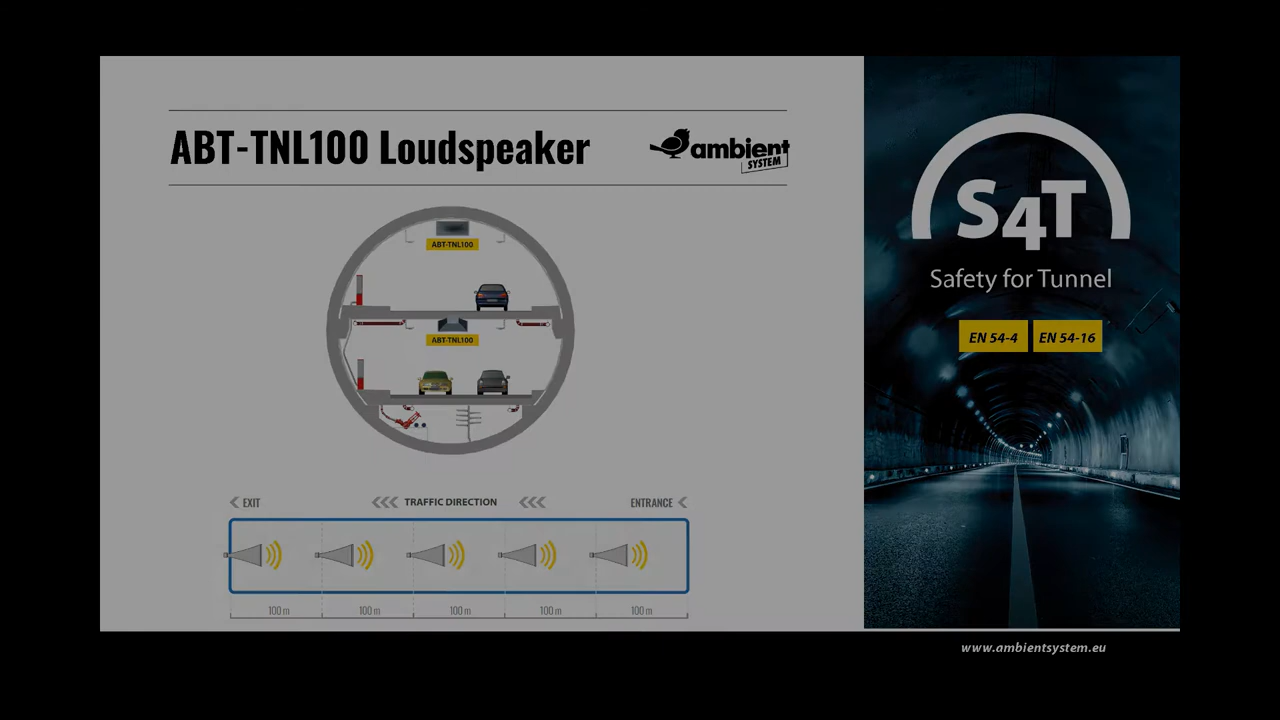 ABT-TNL100 Loudspeaker
ambient
SYSTEM
ABT-TNL100
ABT-TNL100
EXIT
TRAFFIC DIRECTION
ENTRANCE
100 m
100 m
100 m
100 m
100 m
S4T
Safety for Tunnel
EN 54-4
EN 54-16
www.ambientsystem.eu